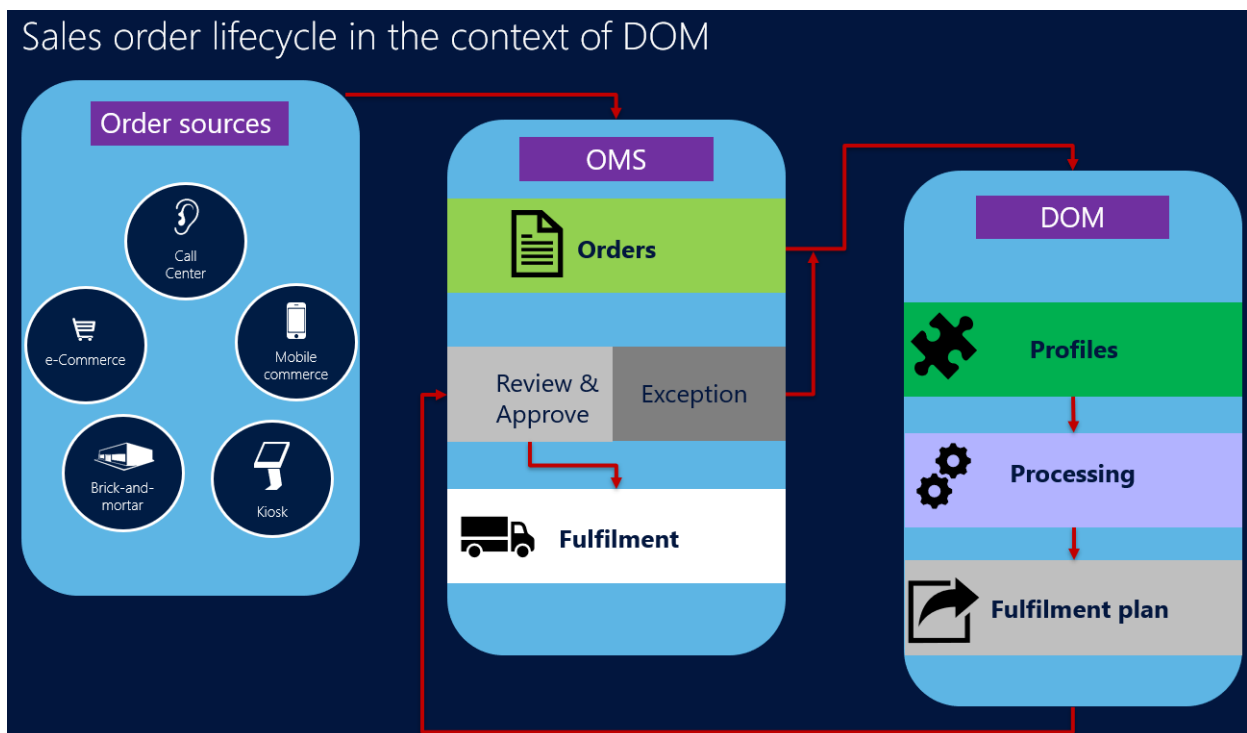 Sales order lifecycle in the context of DOM
Order sources
Call
Center
e-Commerce
Mobile
commerce
Brick-and-
mortar
Kiosk
OMS
Orders
Review &
Approve
Exception
Fulfilment
DOM
Profiles
Processing
Fulfilment plan